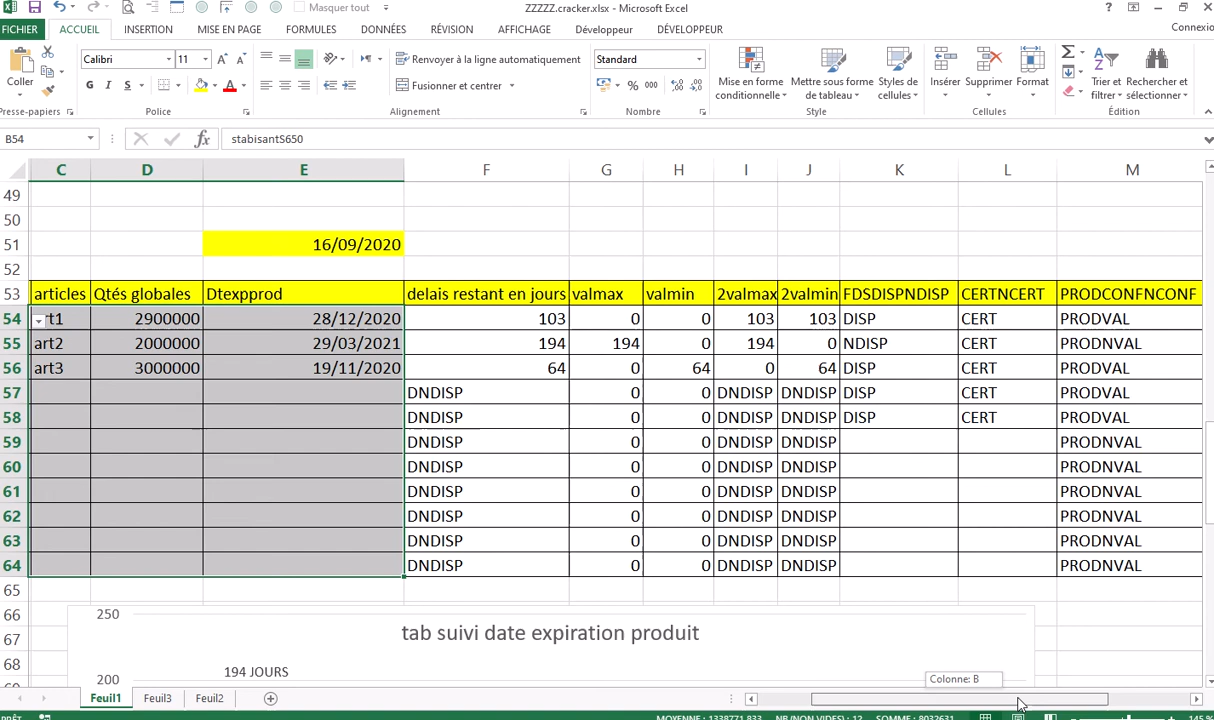 Masquer tout
ZZZZZ.cracker.xlsx - Microsoft Excel
FICHIER ACCUEIL INSERTION MISE EN PAGE FORMULES DONNÉES RÉVISION AFFICHAGE Développeur DÉVELOPPEUR
Connexio
Coller
Calibri 11
G I S
Renvoyer à la ligne automatiquement
Fusionner et centrer
Standard
% 000
Mise en forme conditionnelle
Mettre sous forme de tableau
Styles de cellules
Insérer Supprimer Format
Trier et filtrer
Rechercher et sélectionner
Presse-papiers Police Alignement Nombre Style Cellules Édition
B54 fx stabisantS650
C D E F G H I J K L M
49
50
51 16/09/2020
52
53 articles Qtés globales Dtexpprod delais restant en jours valmax valmin 2valmax 2valmin FDSDISPNDISP CERTNCERT PRODCONFNCONF
54 rt1 2900000 28/12/2020 103 0 0 103 103 DISP CERT PRODVAL
55 art2 2000000 29/03/2021 194 194 0 194 0 NDISP CERT PRODNVAL
56 art3 3000000 19/11/2020 64 0 64 0 64 DISP CERT PRODVAL
57 DNDISP 0 0 DNDISP DNDISP DISP CERT PRODVAL
58 DNDISP 0 0 DNDISP DNDISP DISP CERT PRODVAL
59 DNDISP 0 0 DNDISP DNDISP PRODNVAL
60 DNDISP 0 0 DNDISP DNDISP PRODNVAL
61 DNDISP 0 0 DNDISP DNDISP PRODNVAL
62 DNDISP 0 0 DNDISP DNDISP PRODNVAL
63 DNDISP 0 0 DNDISP DNDISP PRODNVAL
64 DNDISP 0 0 DNDISP DNDISP PRODNVAL
65
66 250
67 tab suivi date expiration produit
68 194 JOURS
200
Colonne: B
Feuil1 Feuil3 Feuil2
PRÊT MOYENNE : 1338771,833 NB (NON VIDES) : 12 SOMME : 8032631 145 %